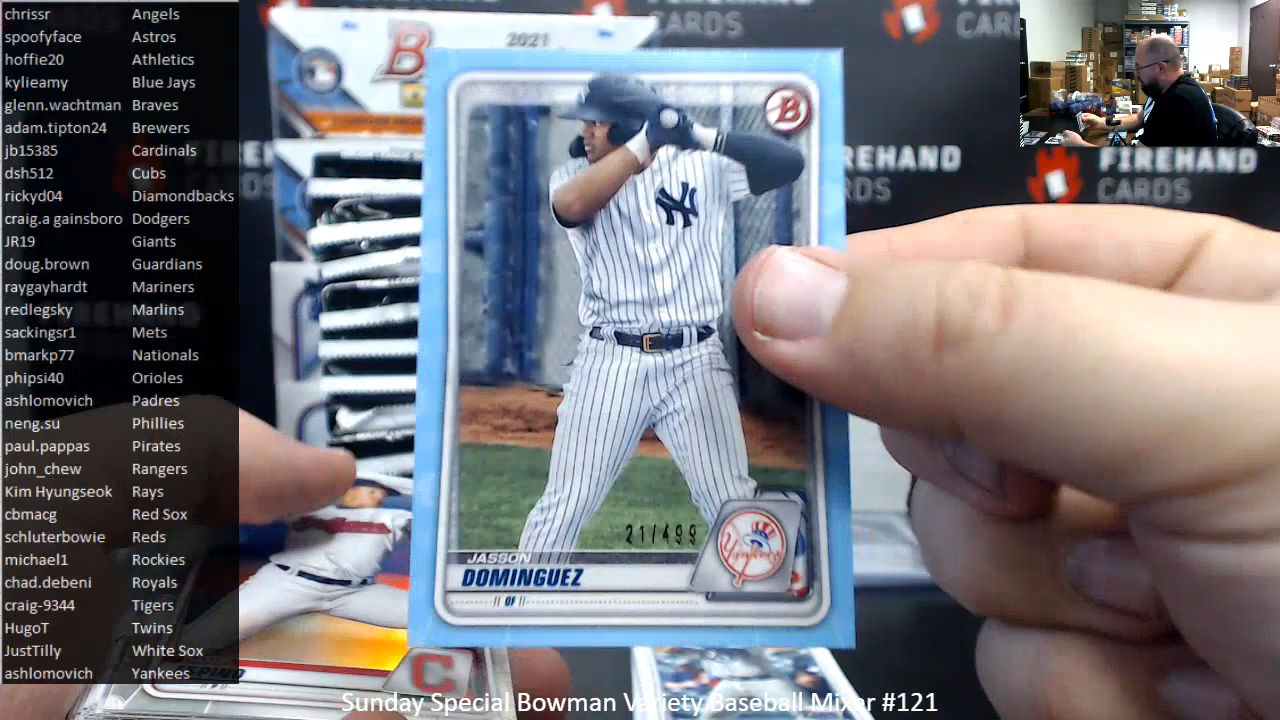 chrissr Angels
spoofyface Astros
hoffie20 Athletics
kylieamy Blue Jays
glenn.wachtman Braves
adam.tipton24 Brewers
jb15385 Cardinals
dsh512 Cubs
rickyd04 Diamondbacks
craig.a gainsboro Dodgers
JR19 Giants
doug.brown Guardians
raygayhardt Mariners
redlegsky Marlins
sackingsr1 Mets
bmarkp77 Nationals
phipsi40 Orioles
ashlomovich Padres
neng.su Phillies
paul.pappas Pirates
john_chew Rangers
Kim Hyungseok Rays
cbmacg Red Sox
schluterbowie Reds
michael1 Rockies
chad.debeni Royals
craig-9344 Tigers
HugoT Twins
JustTilly White Sox
ashlomovich Yankees
CARDS
2021
B
B
NY
FIREHAND
CARDS
FIREHAND
CARDS
21/499
Yankees
JASSON
DOMINGUEZ
OF
C
Sunday Special Bowman Variety Baseball Mixer #121